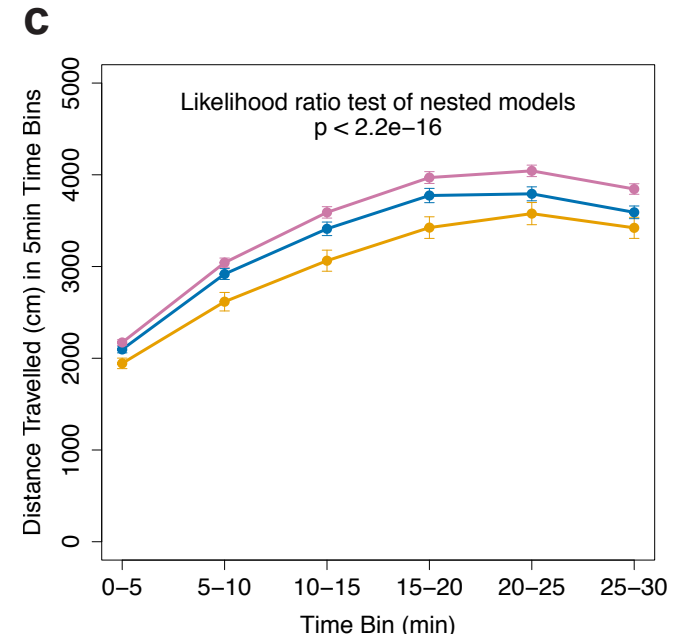 C
Likelihood ratio test of nested models
p < 2.2e−16
Distance Travelled (cm) in 5min Time Bins
5000
4000
3000
2000
1000
0
0−5 5−10 10−15 15−20 20−25 25−30
Time Bin (min)